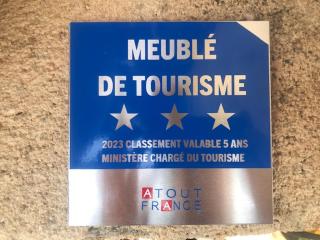 MEUBLÉ
DE TOURISME
2023 CLASSEMENT VALABLE 5 ANS
MINISTÈRE CHARGÉ DU TOURISME
ATOUT
FRANCE